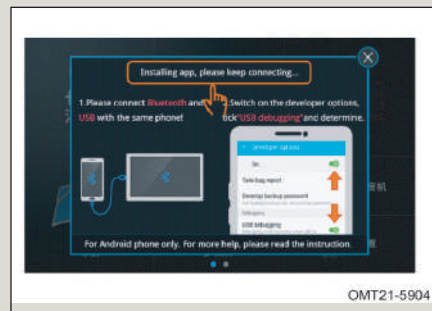 Installing app, please keep connecting...
1.Please connect Bluetooth and
USB with the same phone!
2.Switch on the developer options,
tick"USB debugging"and determine.
Developer options
On
Take bug report
Desktop backup password
Debugging
USB debugging
For Android phone only. For more help, please read the instruction.
OMT21-5904